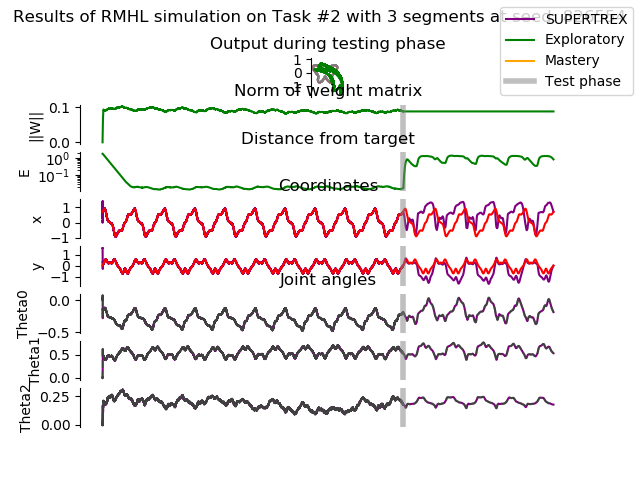 Results of RMHL simulation on Task #2 with 3 segments at
SUPERTREX
Exploratory
Mastery
Test phase
Output during testing phase
1
0
1
Norm of weight matrix
||W||
0.1
0.0
Distance from target
E
10⁰
10⁻¹
Coordinates
x
1
0
−1
y
1
0
−1
Joint angles
Theta0
0.0
−0.5
Theta1
0.5
0.0
Theta2
0.25
0.00